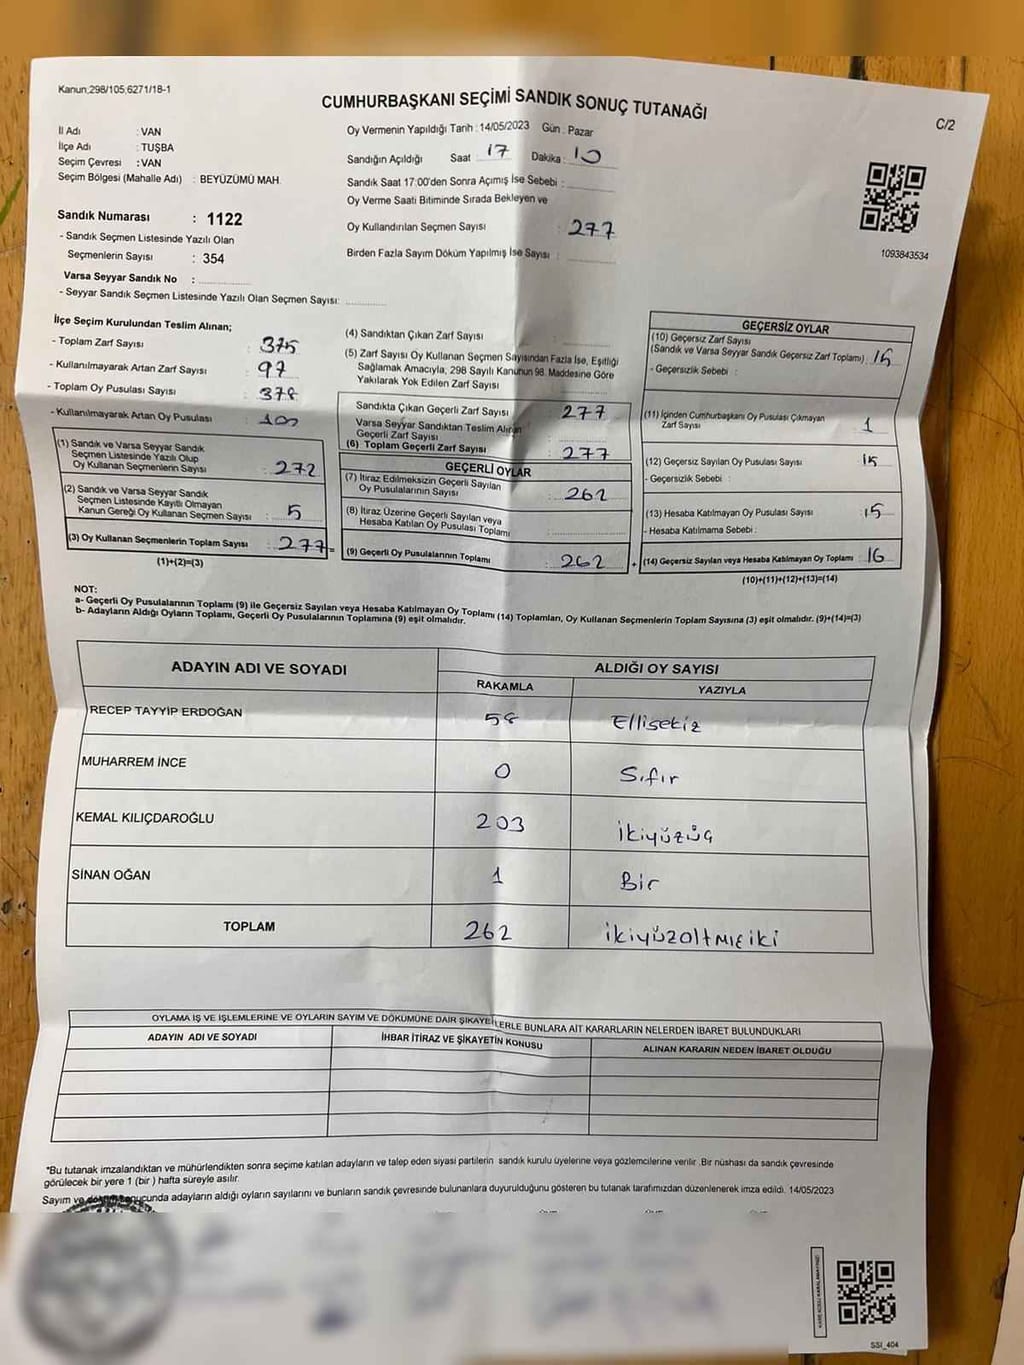 Kanun 298/105,6271/18-1
CUMHURBAŞKANI SEÇİMİ SANDIK SONUÇ TUTANAĞI
C/2
İl Adı : VAN
İlçe Adı : TUŞBA
Seçim Çevresi : VAN
Seçim Bölgesi (Mahalle Adı) : BEYÜZÜMÜ MAH.
Oy Vermenin Yapıldığı Tarih : 14/05/2023 Gün : Pazar
Sandığın Açıldığı Saat 17 Dakika : 10
Sandık Saat 17:00'den Sonra Açımış İse Sebebi :
Oy Verme Saati Bitiminde Sırada Bekleyen ve
Oy Kullandırılan Seçmen Sayısı : 277
Birden Fazla Sayım Döküm Yapılmış İse Sayısı :
1093843534
Sandık Numarası : 1122
- Sandık Seçmen Listesinde Yazılı Olan
Seçmenlerin Sayısı : 354
Varsa Seyyar Sandık No :
- Seyyar Sandık Seçmen Listesinde Yazılı Olan Seçmen Sayısı:
İlçe Seçim Kurulundan Teslim Alınan;
- Toplam Zarf Sayısı : 375
- Kullanılmayarak Artan Zarf Sayısı : 97
- Toplam Oy Pusulası Sayısı : 378
- Kullanılmayarak Artan Oy Pusulası : 100
(1) Sandık ve Varsa Seyyar Sandık
Seçmen Listesinde Yazılı Olup
Oy Kullanan Seçmenlerin Sayısı : 272
(2) Sandık ve Varsa Seyyar Sandık
Seçmen Listesinde Kayıtlı Olmayan
Kanun Gereği Oy Kullanan Seçmen Sayısı : 5
(3) Oy Kullanan Seçmenlerin Toplam Sayısı : 277
(1)+(2)=(3)
(4) Sandıktan Çıkan Zarf Sayısı :
(5) Zarf Sayısı Oy Kullanan Seçmen Sayısından Fazla İse, Eşitliği
Sağlamak Amacıyla, 298 Sayılı Kanunun 98. Maddesine Göre
Yakılarak Yok Edilen Zarf Sayısı
Sandıkta Çıkan Geçerli Zarf Sayısı : 277
Varsa Seyyar Sandıktan Teslim Alınan
Geçerli Zarf Sayısı
(6) Toplam Geçerli Zarf Sayısı : 277
GEÇERLİ OYLAR
(7) İtiraz Edilmeksizin Geçerli Sayılan
Oy Pusulalarının Sayısı : 262
(8) İtiraz Üzerine Geçerli Sayılan veya
Hesaba Katılan Oy Pusulası Toplamı
(9) Geçerli Oy Pusulalarının Toplamı : 262
GEÇERSİZ OYLAR
(10) Geçersiz Zarf Sayısı
(Sandık ve Varsa Seyyar Sandık Geçersiz Zarf Toplamı) : 15
- Geçersizlik Sebebi :
(11) İçinden Cumhurbaşkanı Oy Pusulası Çıkmayan
Zarf Sayısı : 1
(12) Geçersiz Sayılan Oy Pusulası Sayısı : 15
- Geçersizlik Sebebi :
(13) Hesaba Katılmayan Oy Pusulası Sayısı : 15
- Hesaba Katılmama Sebebi :
(14) Geçersiz Sayılan veya Hesaba Katılmayan Oy Toplamı : 16
(10)+(11)+(12)+(13)=(14)
NOT:
a- Geçerli Oy Pusulalarının Toplamı (9) ile Geçersiz Sayılan veya Hesaba Katılmayan Oy Toplamı (14) Toplamları, Oy Kullanan Seçmenlerin Toplam Sayısına (3) eşit olmalıdır. (9)+(14)=(3)
b- Adayların Aldığı Oyların Toplamı, Geçerli Oy Pusulalarının Toplamına (9) eşit olmalıdır.
ADAYIN ADI VE SOYADI ALDIĞI OY SAYISI
RAKAMLA YAZIYLA
RECEP TAYYİP ERDOĞAN 58 Ellisekiz
MUHARREM İNCE 0 Sıfır
KEMAL KILIÇDAROĞLU 203 ikiyüzüç
SİNAN OĞAN 1 Bir
TOPLAM 262 ikiyüzaltmışiki
OYLAMA İŞ VE İŞLEMLERİNE VE OYLARIN SAYIM VE DÖKÜMÜNE DAİR ŞİKAYETLERLE BUNLARA AİT KARARLARIN NELERDEN İBARET BULUNDUKLARI
ADAYIN ADI VE SOYADI İHBAR İTİRAZ VE ŞİKAYETİN KONUSU ALINAN KARARIN NEDEN İBARET OLDUĞU
*Bu tutanak imzalandıktan ve mühürlendikten sonra seçime katılan adayların ve talep eden siyasi partilerin sandık kurulu üyelerine veya gözlemcilerine verilir. Bir nüshası da sandık çevresinde
görülecek bir yere 1 (bir ) hafta süreyle asılır.
Sayım ve döküm sonucunda adayların aldığı oyların sayılarını ve bunların sandık çevresinde bulunanlara duyurulduğunu gösteren bu tutanak tarafımızdan düzenlenerek imza edildi. 14/05/2023
SSI_404